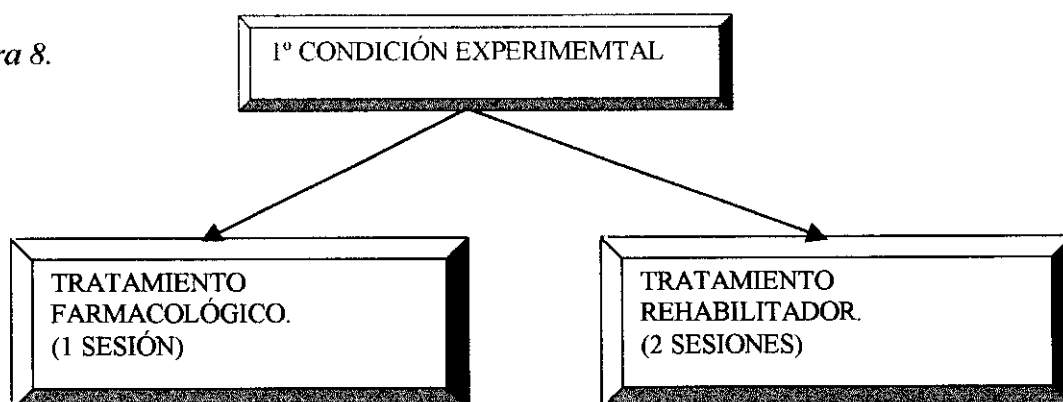 ra 8.
1º CONDICIÓN EXPERIMEMTAL
TRATAMIENTO
FARMACOLÓGICO.
(1 SESIÓN)
TRATAMIENTO
REHABILITADOR.
(2 SESIONES)